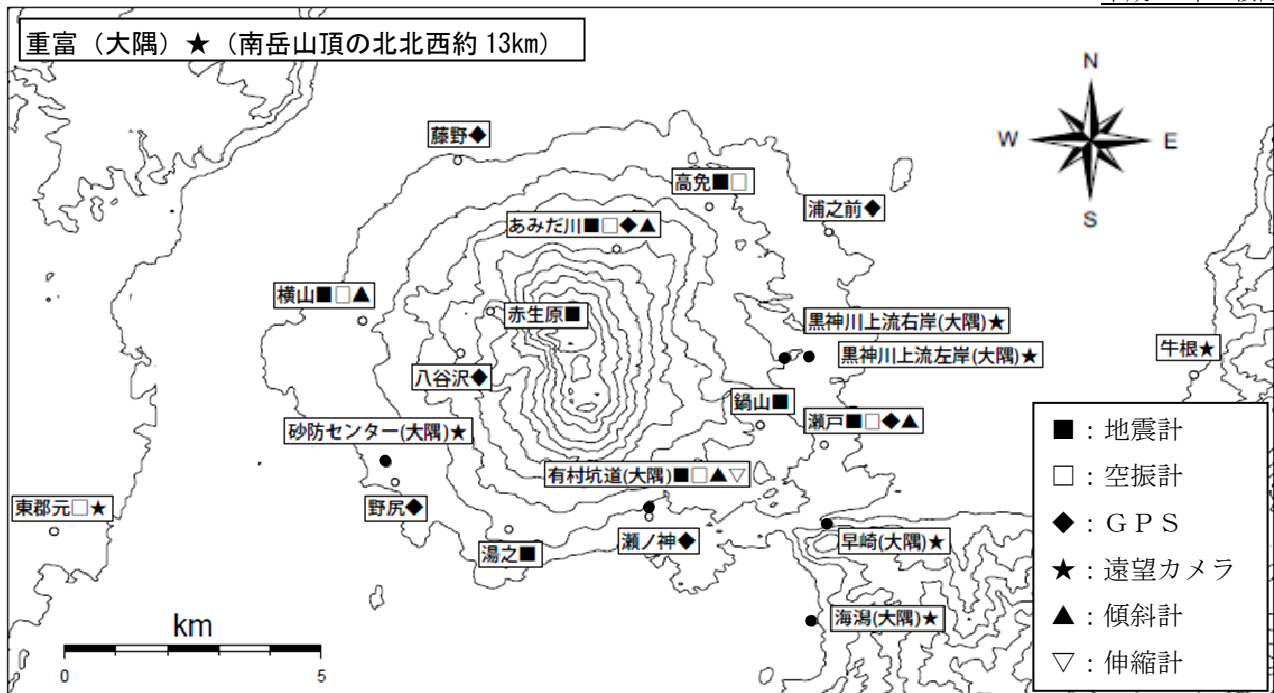 重富（大隅）★（南岳山頂の北北西約 13km）
N
W
E
S
藤野◆
高免■□
浦之前◆
あみだ川■□◆▲
横山■□▲
赤生原■
黒神川上流右岸(大隅)★
黒神川上流左岸(大隅)★
牛根★
八谷沢◆
鍋山■
瀬戸■□◆▲
砂防センター(大隅)★
有村坑道(大隅)■□▲▽
東郡元□★
野尻◆
湯之■
瀬ノ神◆
早崎(大隅)★
海潟(大隅)★
km
0
5
■：地震計
□：空振計
◆：ＧＰＳ
★：遠望カメラ
▲：傾斜計
▽：伸縮計